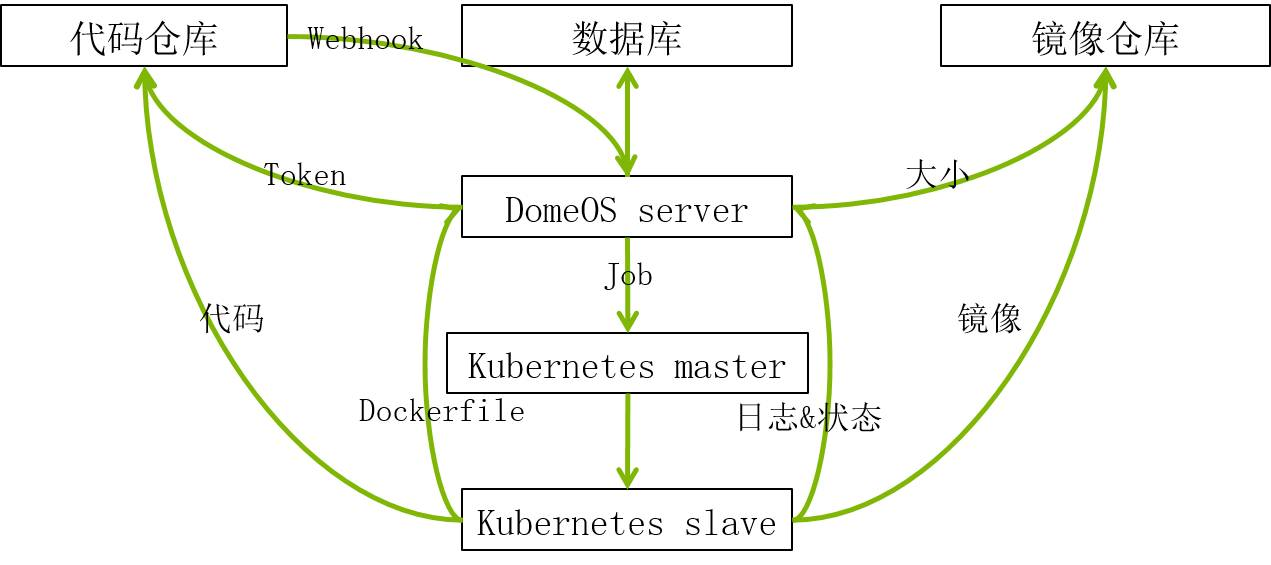 代码仓库
Webhook
数据库
镜像仓库
Token
大小
DomeOS server
Job
代码
镜像
Kubernetes master
Dockerfile
日志&状态
Kubernetes slave